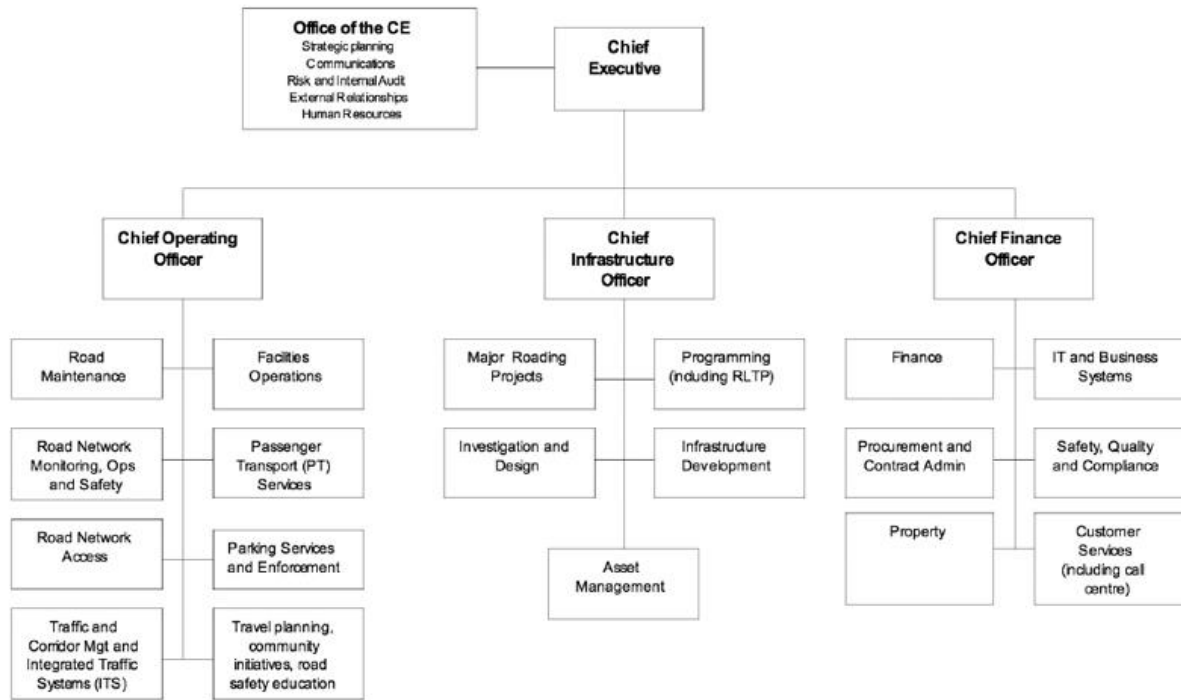 Office of the CE
Strategic planning
Communications
Risk and Internal Audit
External Relationships
Human Resources
Chief
Executive
Chief Operating
Officer
Chief
Infrastructure
Officer
Chief Finance
Officer
Road
Maintenance
Facilities
Operations
Major Roading
Projects
Programming
(including RLTP)
Finance
IT and Business
Systems
Road Network
Monitoring, Ops
and Safety
Passenger
Transport (PT)
Services
Investigation and
Design
Infrastructure
Development
Procurement and
Contract Admin
Safety, Quality
and Compliance
Road Network
Access
Parking Services
and Enforcement
Asset
Management
Property
Customer
Services
(including call
centre)
Traffic and
Corridor Mgt and
Integrated Traffic
Systems (ITS)
Travel planning,
community
initiatives, road
safety education